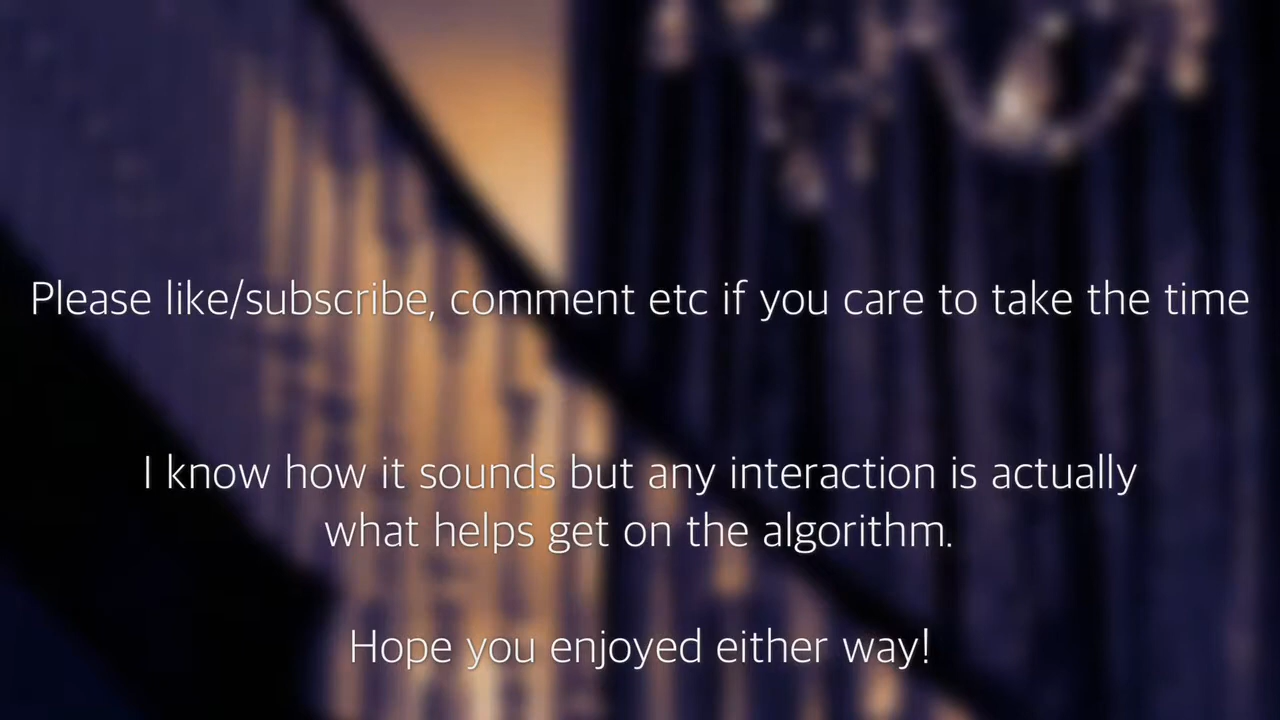 Please like/subscribe, comment etc if you care to take the time
I know how it sounds but any interaction is actually
what helps get on the algorithm.
Hope you enjoyed either way!